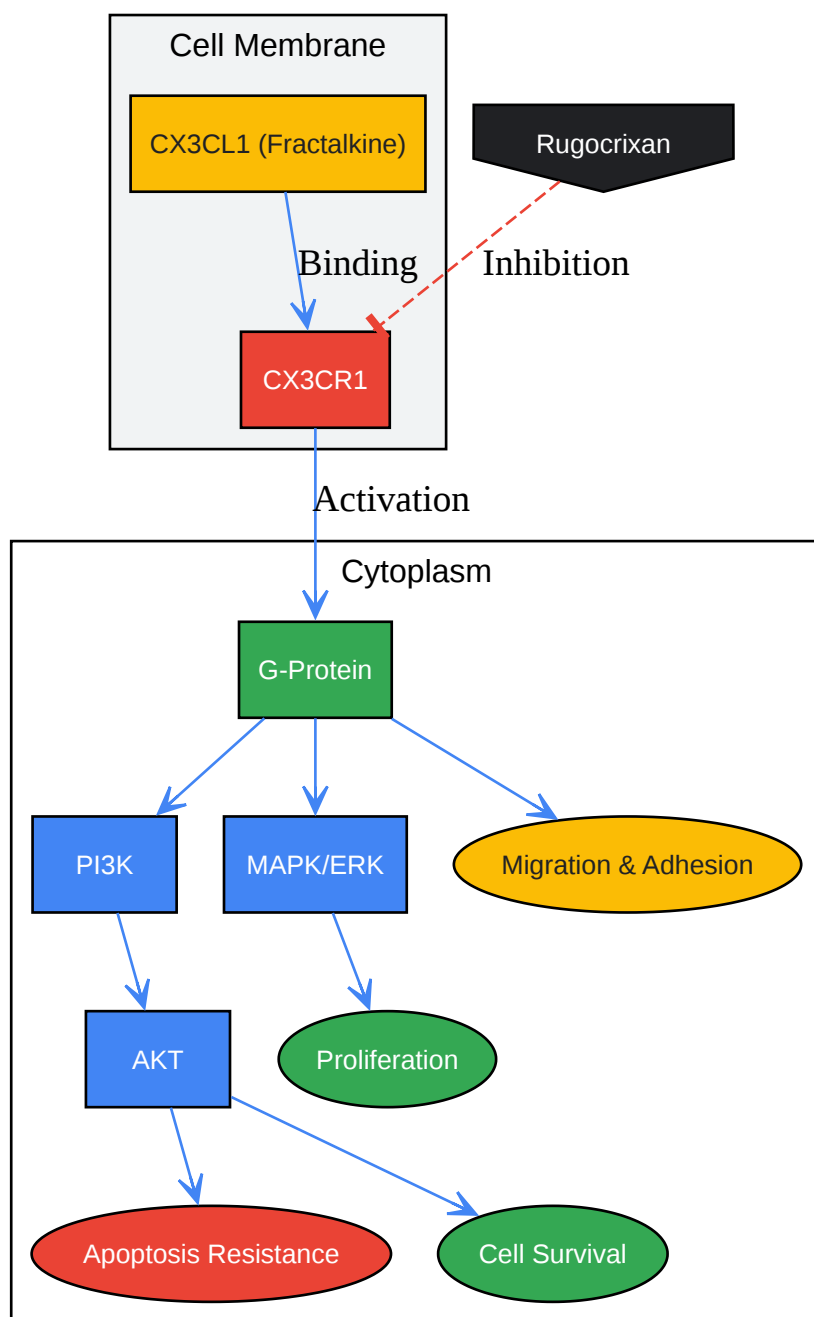 Cell Membrane
CX3CL1 (Fractalkine)
Rugocrixan
Binding
Inhibition
CX3CR1
Activation
Cytoplasm
G-Protein
PI3K
MAPK/ERK
Migration & Adhesion
AKT
Proliferation
Apoptosis Resistance
Cell Survival